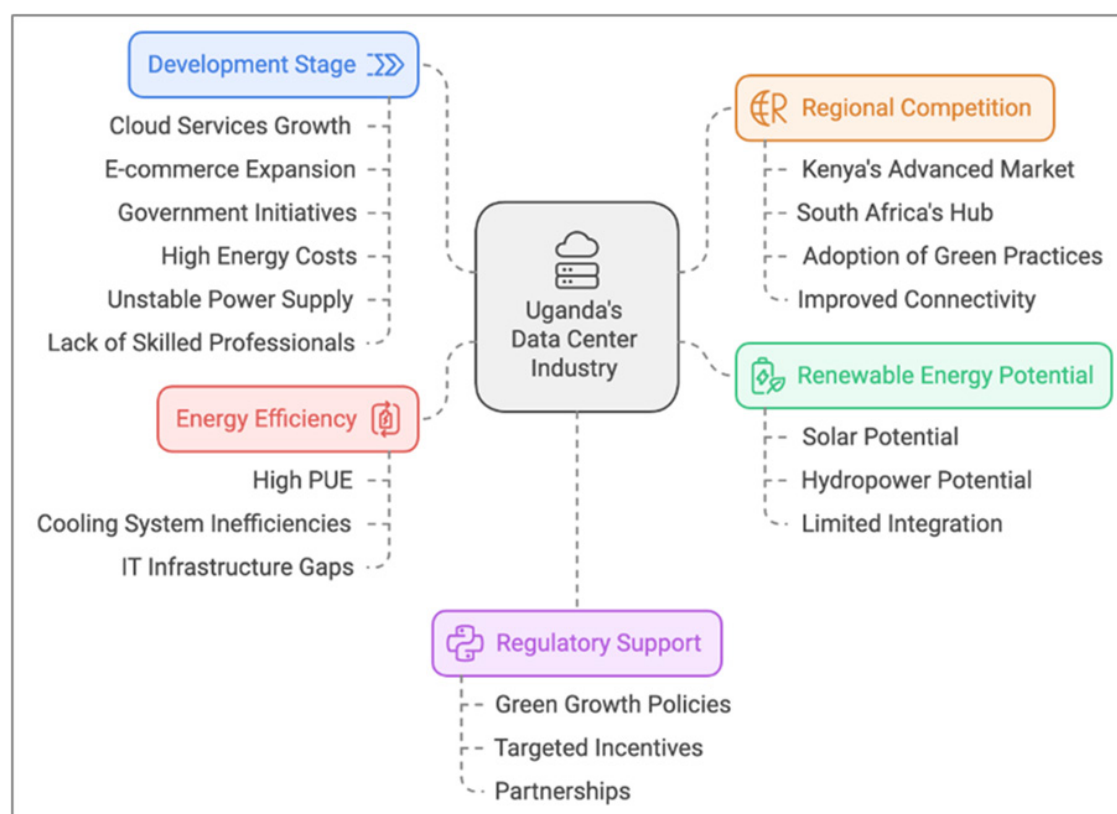 Development Stage
Cloud Services Growth
E-commerce Expansion
Government Initiatives
High Energy Costs
Unstable Power Supply
Lack of Skilled Professionals
Energy Efficiency
High PUE
Cooling System Inefficiencies
IT Infrastructure Gaps
Uganda's
Data Center
Industry
Regional Competition
Kenya's Advanced Market
South Africa's Hub
Adoption of Green Practices
Improved Connectivity
Renewable Energy Potential
Solar Potential
Hydropower Potential
Limited Integration
Regulatory Support
Green Growth Policies
Targeted Incentives
Partnerships